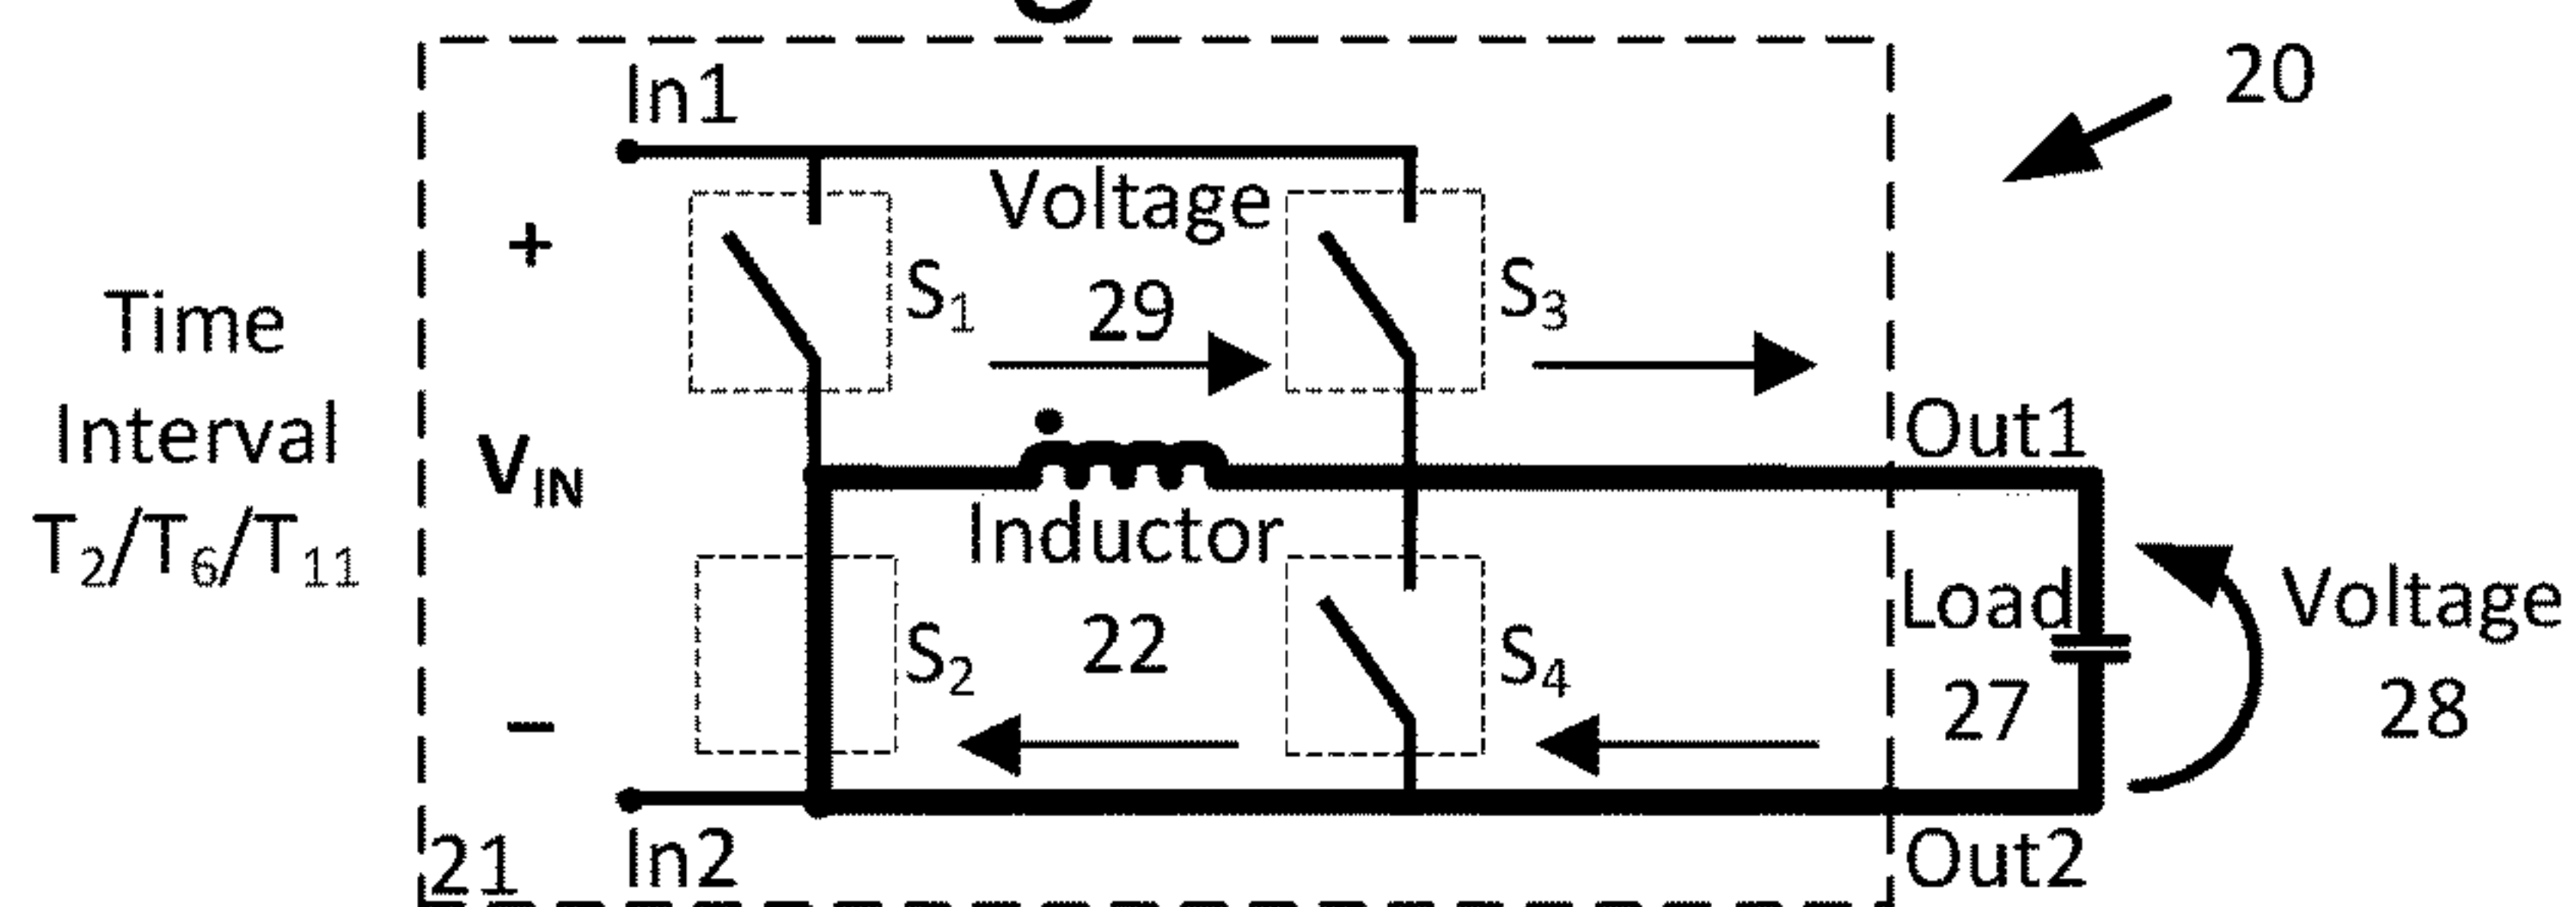 In1
20
Voltage
29
S1
S3
+
Time
Interval
T2/T6/T11
VIN
Out1
Inductor
22
S2
S4
Load
27
Voltage
28
−
21
In2
Out2